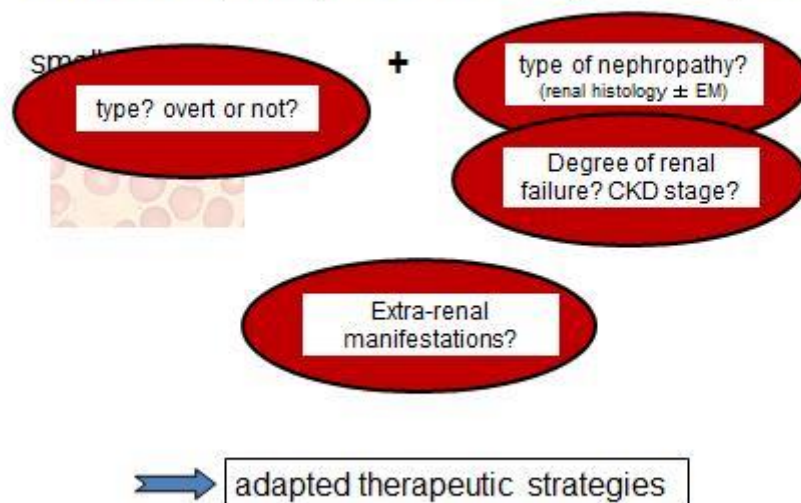 +
type? overt or not?
type of nephropathy?
(renal histology ± EM)
Degree of renal
failure? CKD stage?
Extra-renal
manifestations?
adapted therapeutic strategies